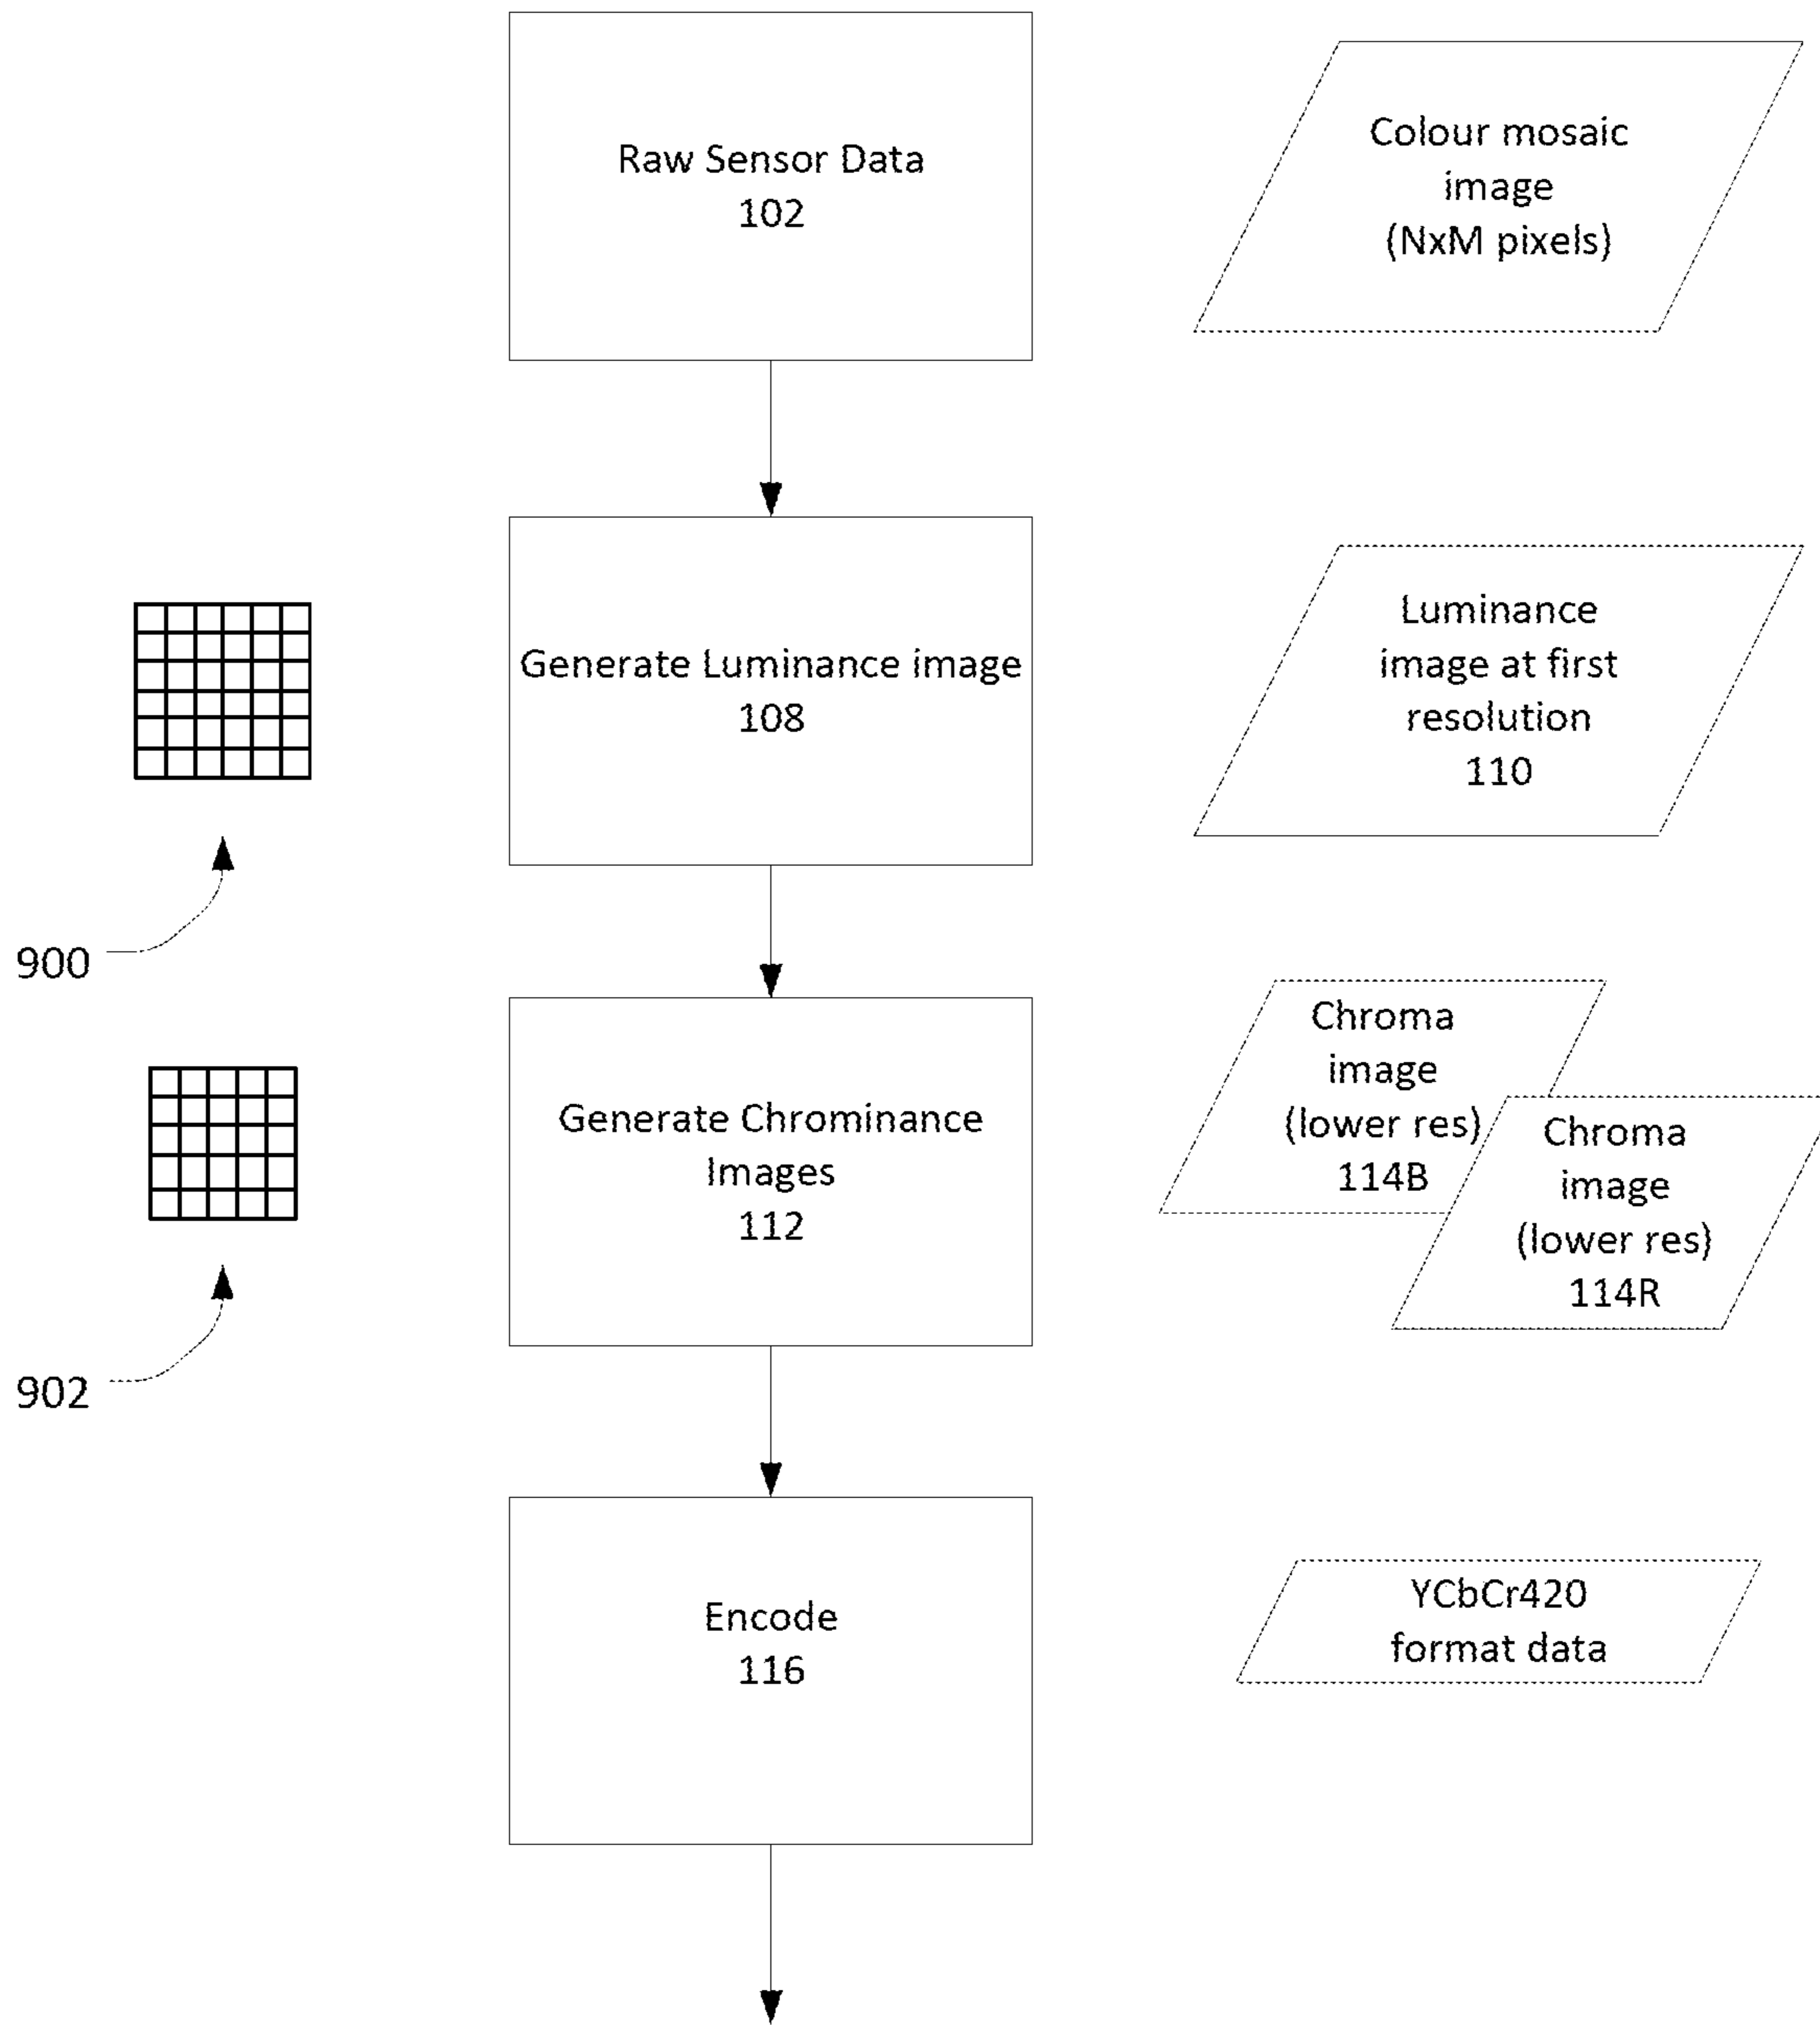 Raw Sensor Data
102
Colour mosaic
image
(NxM pixels)
Generate Luminance image
108
Luminance
image at first
resolution
110
900
Generate Chrominance
Images
112
Chroma
image
(lower res)
114B
Chroma
image
(lower res)
114R
902
Encode
116
YCbCr420
format data